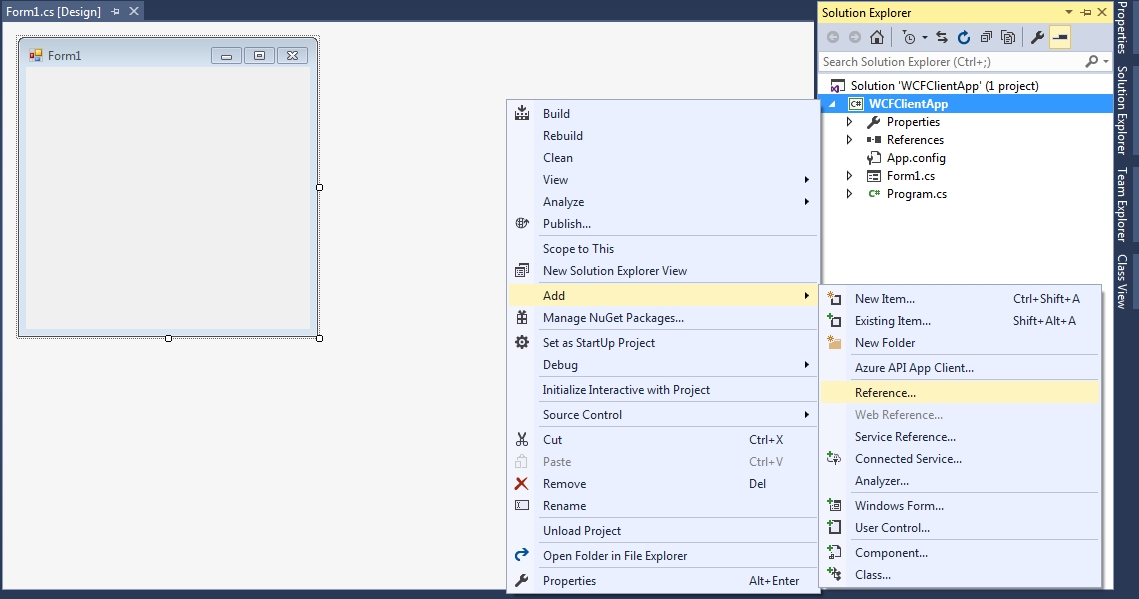 Form1.cs [Design]
Form1
Solution Explorer
Search Solution Explorer (Ctrl+;)
Solution 'WCFClientApp' (1 project)
C# WCFClientApp
Properties
References
App.config
Form1.cs
C# Program.cs
Build
Rebuild
Clean
View
Analyze
Publish...
Scope to This
New Solution Explorer View
Add
Manage NuGet Packages...
Set as StartUp Project
Debug
Initialize Interactive with Project
Source Control
Cut Ctrl+X
Paste Ctrl+V
Remove Del
Rename
Unload Project
Open Folder in File Explorer
Properties Alt+Enter
New Item... Ctrl+Shift+A
Existing Item... Shift+Alt+A
New Folder
Azure API App Client...
Reference...
Web Reference...
Service Reference...
Connected Service...
Analyzer...
Windows Form...
User Control...
Component...
Class...
Properties
Solution Explorer
Team Explorer
Class View